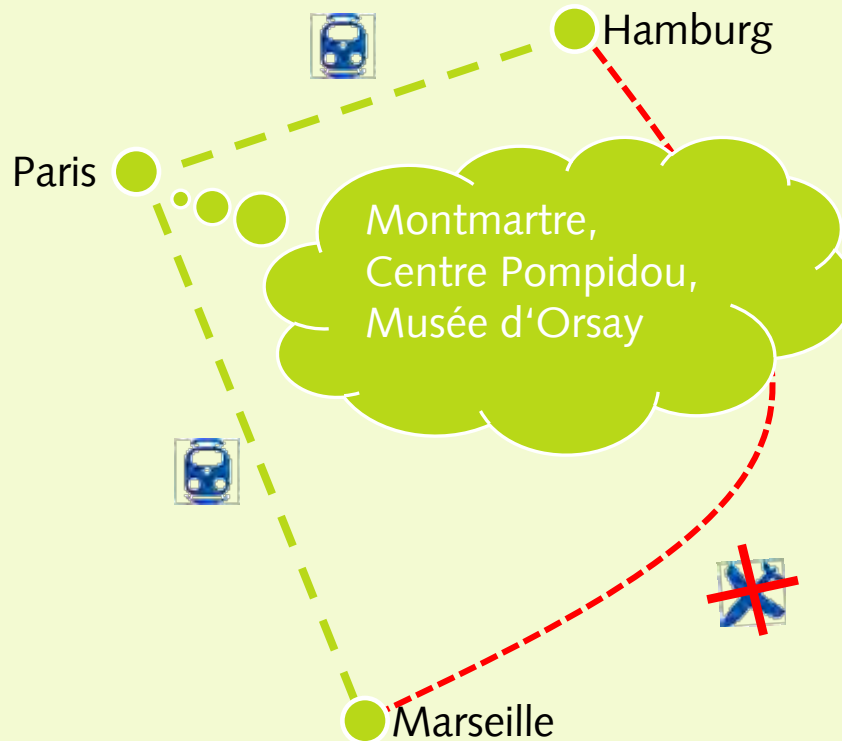 Hamburg
Paris
Montmartre,
Centre Pompidou,
Musée d‘Orsay
Marseille